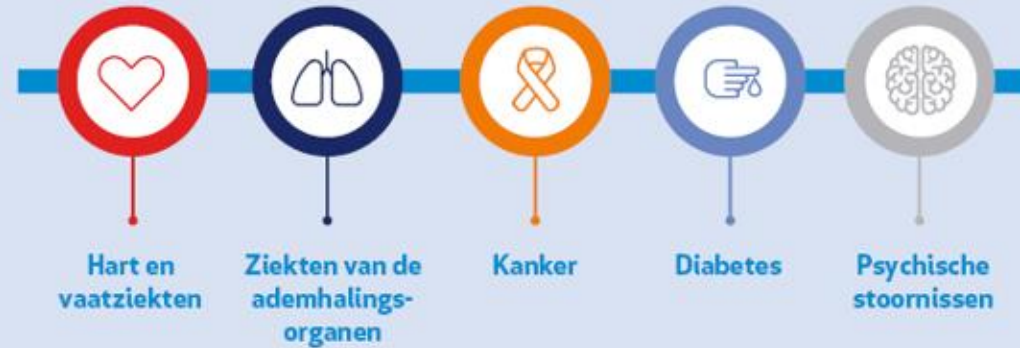 Hart en
vaatziekten
Ziekten van de
ademhalings-
organen
Kanker
Diabetes
Psychische
stoornissen